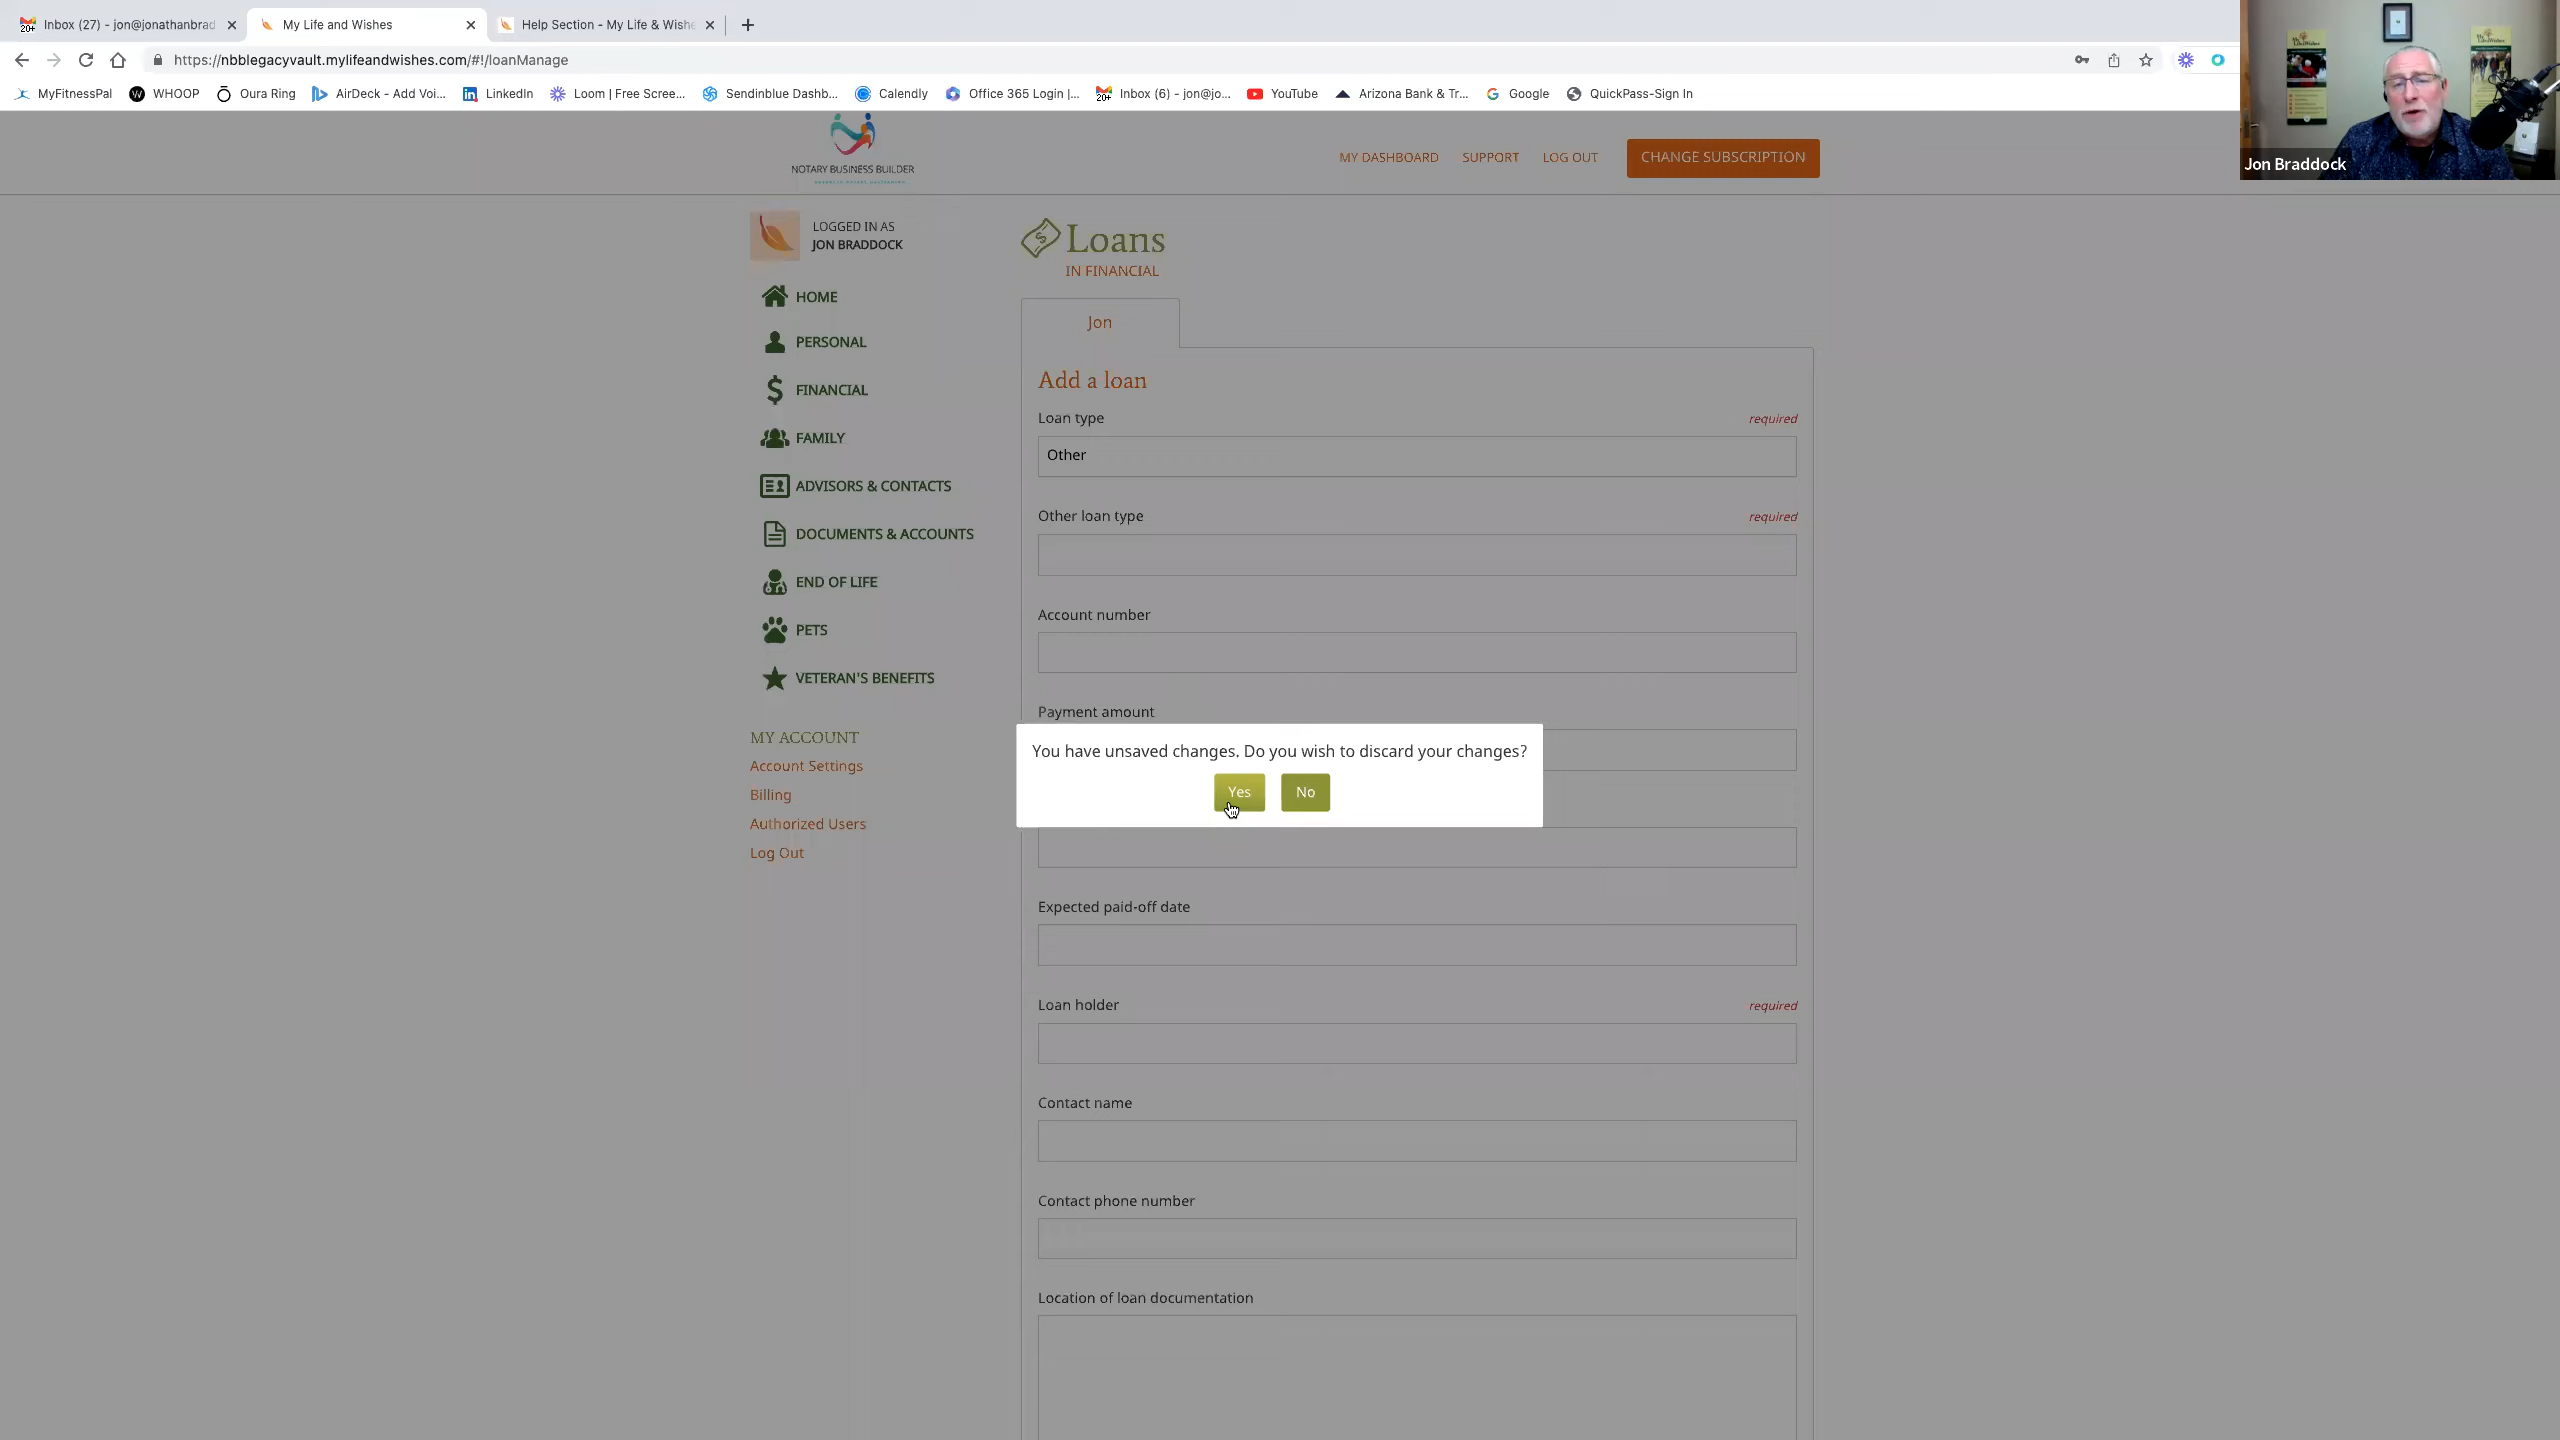 Inbox (27) - jon@jonathanbrad
My Life and Wishes
Help Section - My Life & Wishe
https://nbblegacyvault.mylifeandwishes.com/#!/loanManage
MyFitnessPal
WHOOP
Oura Ring
AirDeck - Add Voi...
LinkedIn
Loom | Free Scree...
Sendinblue Dashb...
Calendly
Office 365 Login |...
Inbox (6) - jon@jo...
YouTube
Arizona Bank & Tr...
Google
QuickPass-Sign In
Jon Braddock
NOTARY BUSINESS BUILDER
MY DASHBOARD
SUPPORT
LOG OUT
CHANGE SUBSCRIPTION
LOGGED IN AS
JON BRADDOCK
HOME
PERSONAL
FINANCIAL
FAMILY
ADVISORS & CONTACTS
DOCUMENTS & ACCOUNTS
END OF LIFE
PETS
VETERAN'S BENEFITS
MY ACCOUNT
Account Settings
Billing
Authorized Users
Log Out
Loans
IN FINANCIAL
Jon
Add a loan
Loan type required
Other
Other loan type required
Account number
Payment amount
You have unsaved changes. Do you wish to discard your changes?
Yes No
Expected paid-off date
Loan holder required
Contact name
Contact phone number
Location of loan documentation